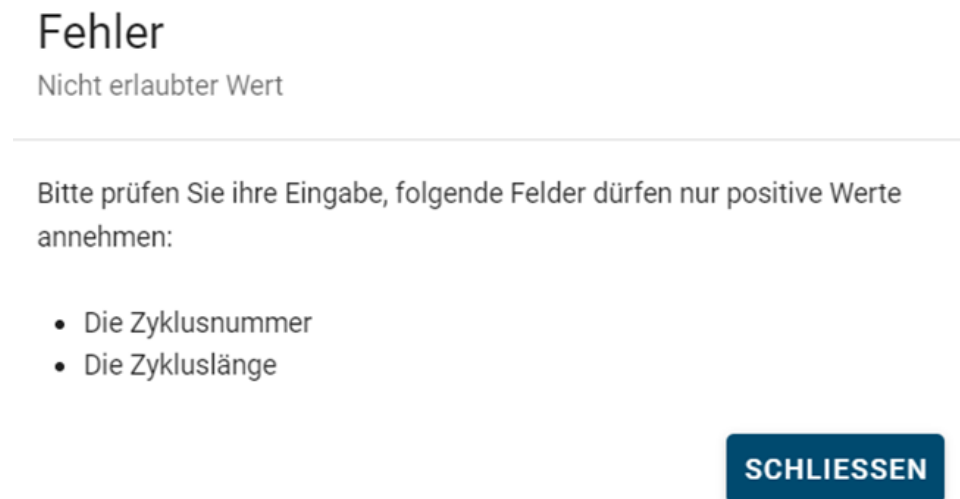 Fehler
Nicht erlaubter Wert
Bitte prüfen Sie ihre Eingabe, folgende Felder dürfen nur positive Werte
annehmen:
• Die Zyklusnummer
• Die Zykluslänge
SCHLIESSEN